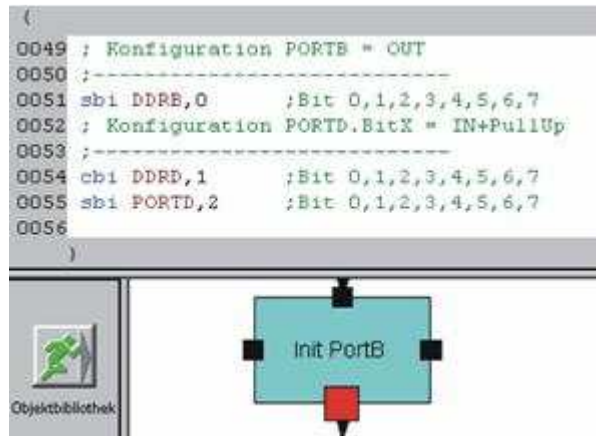 {
0049 ; Konfiguration PORTB = OUT
0050 ;-----------------------------
0051 sbi DDRB,0 ;Bit 0,1,2,3,4,5,6,7
0052 ; Konfiguration PORTD.BitX = IN+PullUp
0053 ;-----------------------------
0054 cbi DDRD,1 ;Bit 0,1,2,3,4,5,6,7
0055 sbi PORTD,2 ;Bit 0,1,2,3,4,5,6,7
0056
}
Init PortB
Objektbibliothek